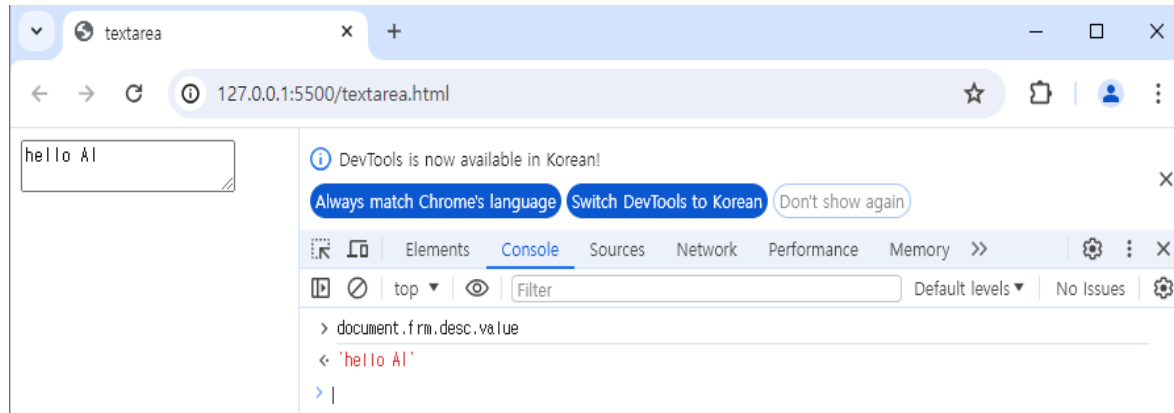 textarea
127.0.0.1:5500/textarea.html
hello AI
DevTools is now available in Korean!
Always match Chrome's language Switch DevTools to Korean Don't show again
Elements Console Sources Network Performance Memory
top Filter Default levels No Issues
document.frm.desc.value
'hello AI'